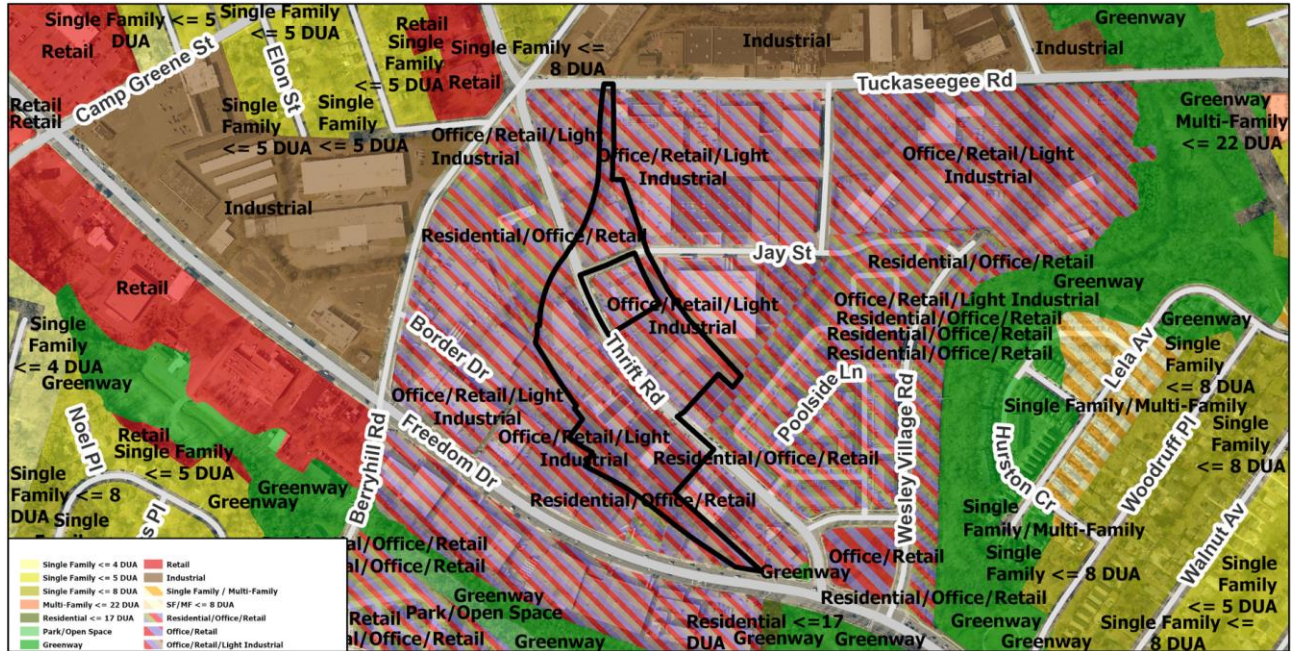 Single Family <= 5
DUA
Single Family
<= 5 DUA
Retail
Single
Family
<= 5 DUA
Single Family <=
8 DUA
Industrial
Industrial
Greenway
Retail
Retail
Camp Greene St
Elon St
Tuckaseegee Rd
Retail
Retail
Single
Family
<= 5 DUA
Single
Family
<= 5 DUA
Office/Retail/Light
Industrial
Office/Retail/Light
Industrial
Office/Retail/Light
Industrial
Greenway
Multi-Family
<= 22 DUA
Industrial
Residential/Office/Retail
Jay St
Residential/Office/Retail
Greenway
Retail
Office/Retail/Light
Industrial
Office/Retail/Light Industrial
Residential/Office/Retail
Residential/Office/Retail
Residential/Office/Retail
Greenway
Single
Family
<= 4 DUA
Greenway
Border Dr
Thrift Rd
Poolside Ln
Wesley Village Rd
Lela Av
Single
Family
<= 8 DUA
Noel Pl
Berryhill Rd
Freedom Dr
Office/Retail/Light
Industrial
Office/Retail/Light
Industrial
Single Family/Multi-Family
Retail
Single Family
<= 5 DUA
Hurston Cr
Woodruff Pl
Walnut Av
Single
Family
<= 8 DUA
Single
Family <= 8
DUA
Single
s Pl
Greenway
Greenway
Residential/Office/Retail
Residential/Office/Retail
Single
Family/Multi-Family
Single
Family <= 8 DUA
ial/Office/Retail
ial/Office/Retail
Office/Retail
Greenway
Residential/Office/Retail
Single
Family
<= 5 DUA
Greenway
Park/Open Space
Retail
al/Office/Retail
Greenway
Residential <=17
DUA
Greenway
Greenway
Greenway
Single Family <=
8 DUA
Single Family <= 4 DUA
Single Family <= 5 DUA
Single Family <= 8 DUA
Multi-Family <= 22 DUA
Residential <= 17 DUA
Park/Open Space
Greenway
Retail
Industrial
Single Family / Multi-Family
SF/MF <= 8 DUA
Residential/Office/Retail
Office/Retail
Office/Retail/Light Industrial